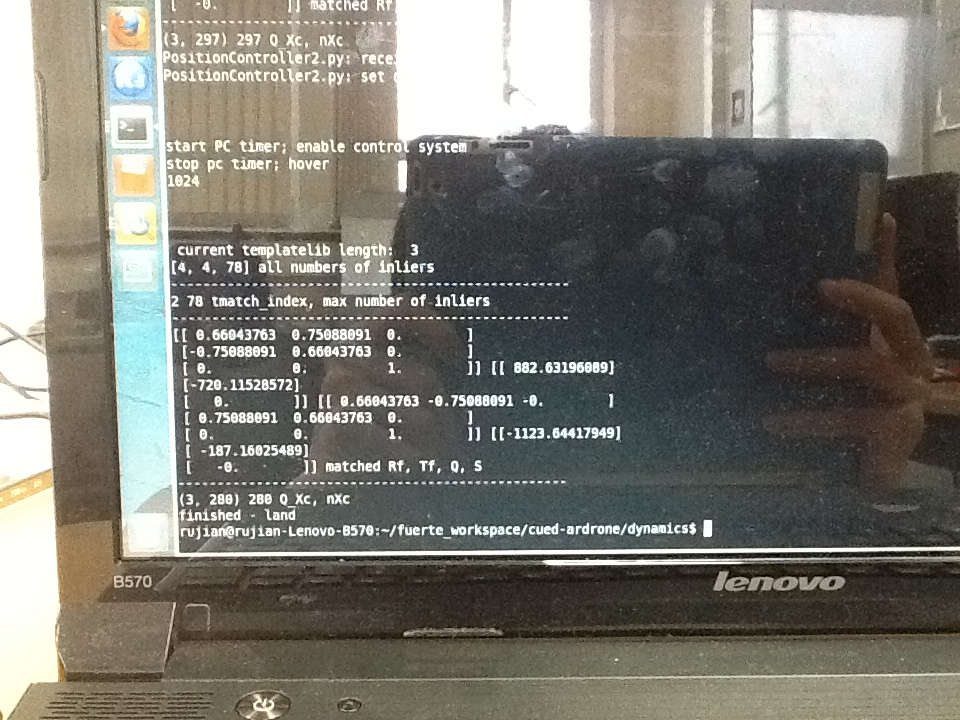 [ -0. ]] matched Rf,
------------------------------
(3, 297) 297 Q_Xc, nXc
PositionController2.py: recei
PositionController2.py: set
start PC timer; enable control system
stop pc timer; hover
1024
current templatelib length: 3
[4, 4, 78] all numbers of inliers
------------------------------------------------------------
2 78 tmatch_index, max number of inliers
------------------------------------------------------------
[[ 0.66043763 0.75088091 0. ]
[-0.75088091 0.66043763 0. ]
[ 0. 0. 1. ]] [[ 882.63196089]
[-720.11528572]
[ 0. ]] [[ 0.66043763 -0.75088091 -0. ]
[ 0.75088091 0.66043763 0. ]
[ 0. 0. 1. ]] [[-1123.64417949]
[ -187.16025489]
[ -0. ]] matched Rf, Tf, Q, S
------------------------------------------------------------
(3, 280) 280 Q_Xc, nXc
finished - land
rujian@rujian-Lenovo-B570:~/fuerte_workspace/cued-ardrone/dynamics$
B570
lenovo